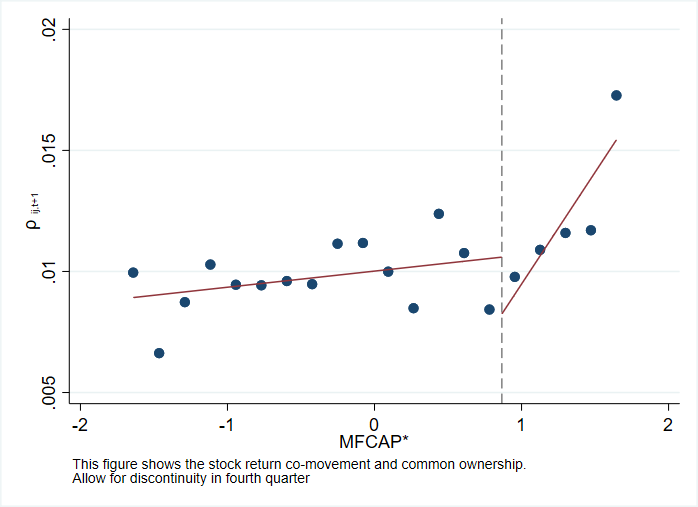 .02
.015
.01
.005
ρ ij,t+1
-2 -1 0 1 2
MFCAP*
This figure shows the stock return co-movement and common ownership.
Allow for discontinuity in fourth quarter